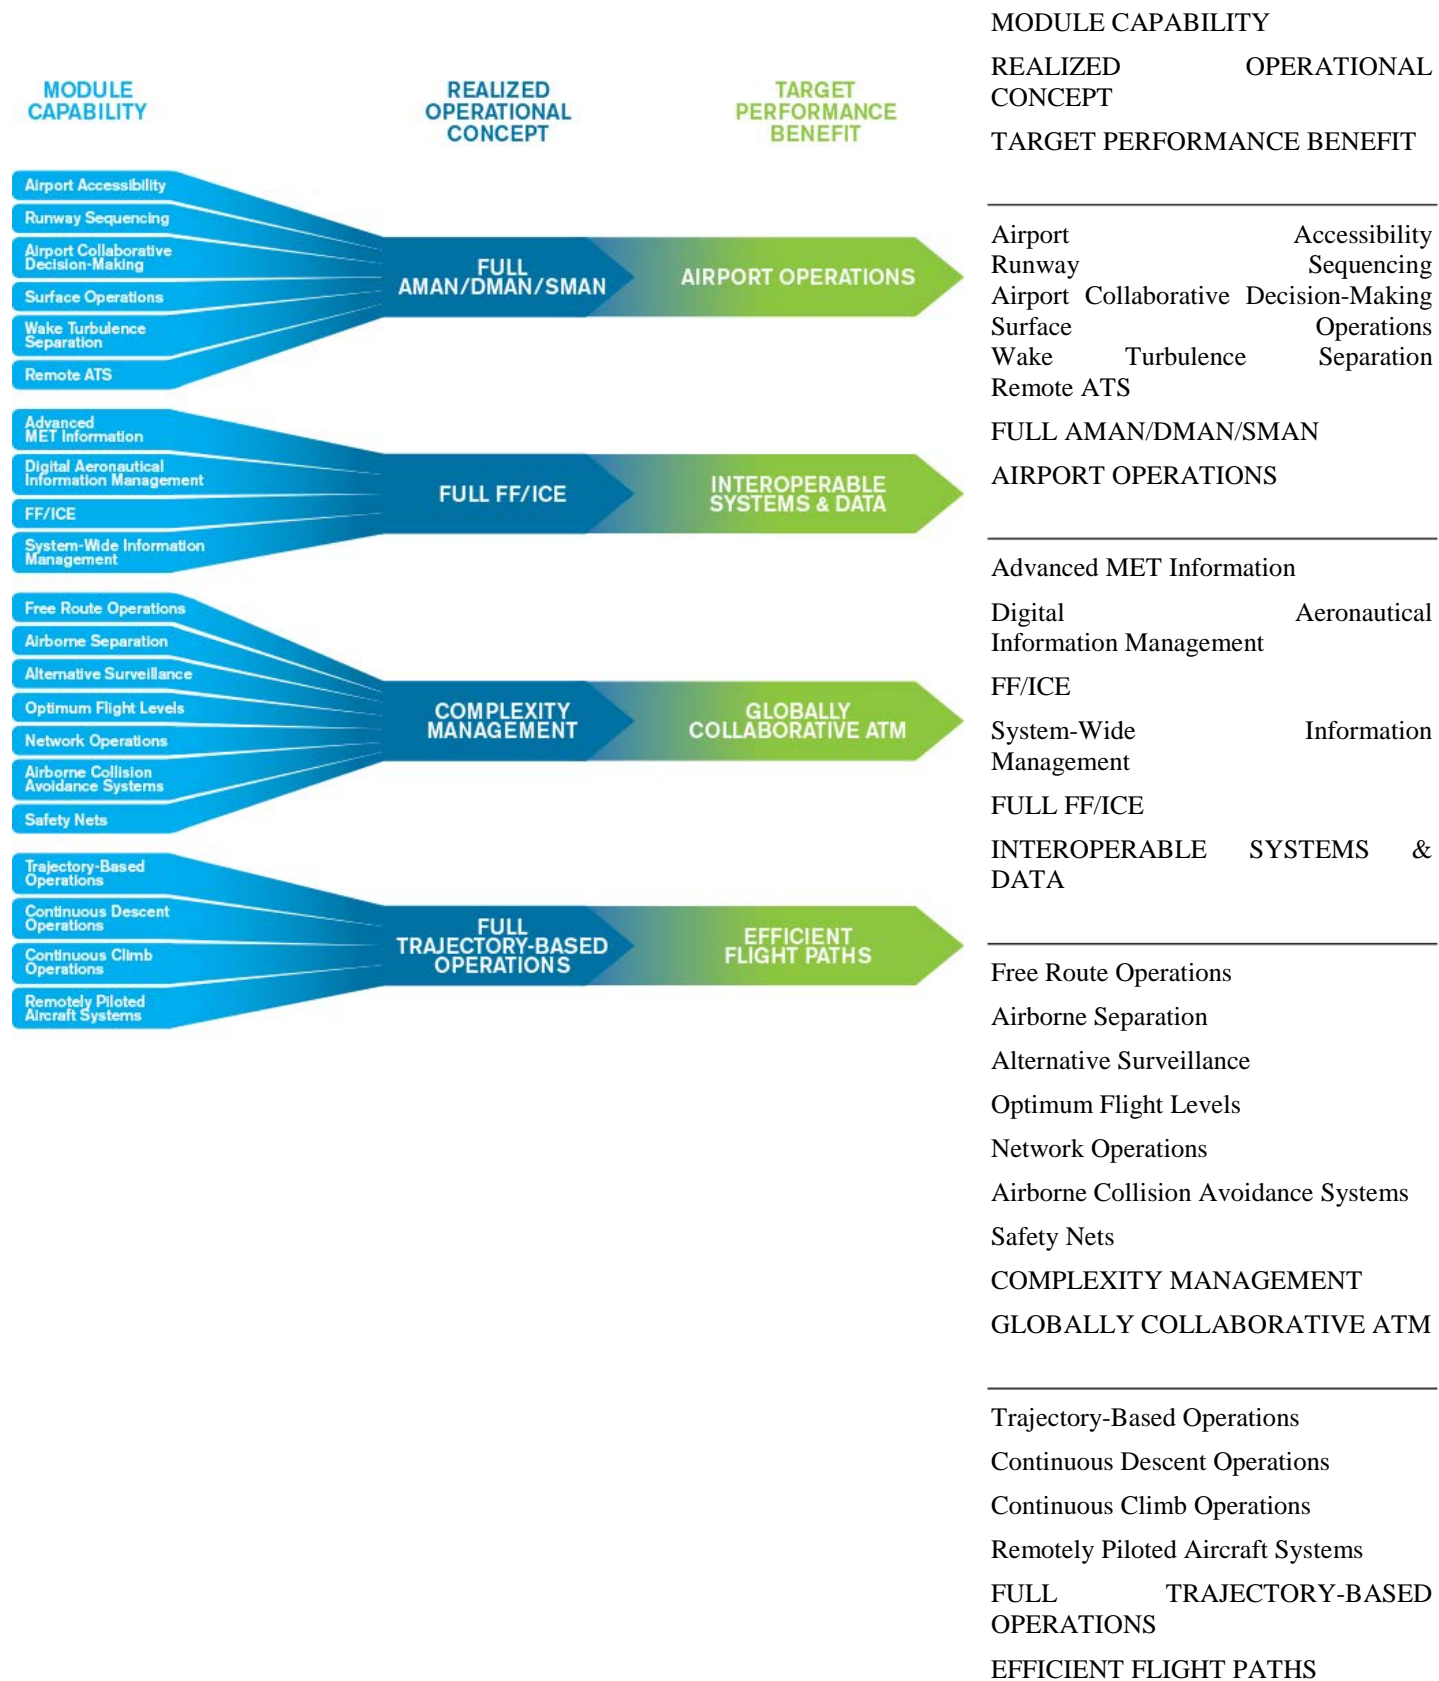 MODULE
CAPABILITY
REALIZED
OPERATIONAL
CONCEPT
TARGET
PERFORMANCE
BENEFIT
Airport Accessibility
Runway Sequencing
Airport Collaborative
Decision-Making
Surface Operations
Wake Turbulence
Separation
Remote ATS
FULL
AMAN/DMAN/SMAN
AIRPORT OPERATIONS
Advanced
MET Information
Digital Aeronautical
Information Management
FF/ICE
System-Wide Information
Management
FULL FF/ICE
INTEROPERABLE
SYSTEMS & DATA
Free Route Operations
Airborne Separation
Alternative Surveillance
Optimum Flight Levels
Network Operations
Airborne Collision
Avoidance Systems
Safety Nets
COMPLEXITY
MANAGEMENT
GLOBALLY
COLLABORATIVE ATM
Trajectory-Based
Operations
Continuous Descent
Operations
Continuous Climb
Operations
Remotely Piloted
Aircraft Systems
FULL
TRAJECTORY-BASED
OPERATIONS
EFFICIENT
FLIGHT PATHS
MODULE CAPABILITY
REALIZED OPERATIONAL
CONCEPT
TARGET PERFORMANCE BENEFIT
Airport Accessibility
Runway Sequencing
Airport Collaborative Decision-Making
Surface Operations
Wake Turbulence Separation
Remote ATS
FULL AMAN/DMAN/SMAN
AIRPORT OPERATIONS
Advanced MET Information
Digital Aeronautical
Information Management
FF/ICE
System-Wide Information
Management
FULL FF/ICE
INTEROPERABLE SYSTEMS &
DATA
Free Route Operations
Airborne Separation
Alternative Surveillance
Optimum Flight Levels
Network Operations
Airborne Collision Avoidance Systems
Safety Nets
COMPLEXITY MANAGEMENT
GLOBALLY COLLABORATIVE ATM
Trajectory-Based Operations
Continuous Descent Operations
Continuous Climb Operations
Remotely Piloted Aircraft Systems
FULL TRAJECTORY-BASED
OPERATIONS
EFFICIENT FLIGHT PATHS